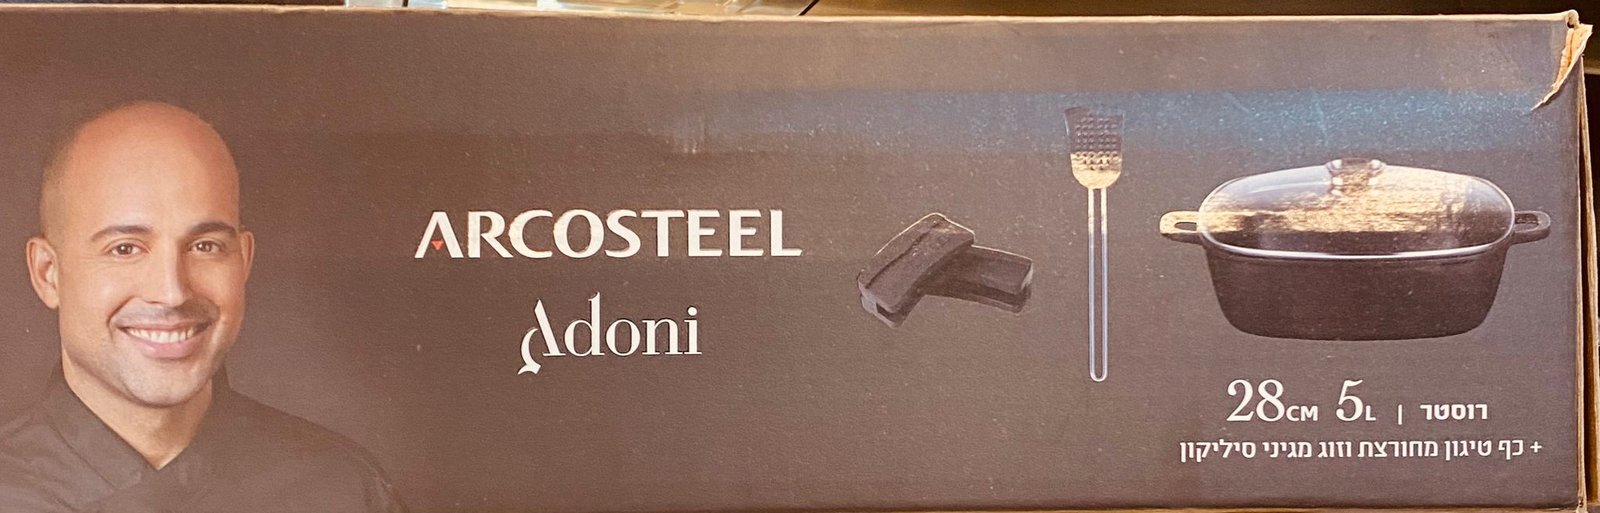 ARCOSTEEL
Adoni
רוסטר | 5L 28CM
+ כף טיגון מחורצת וזוג מגיני סיליקון